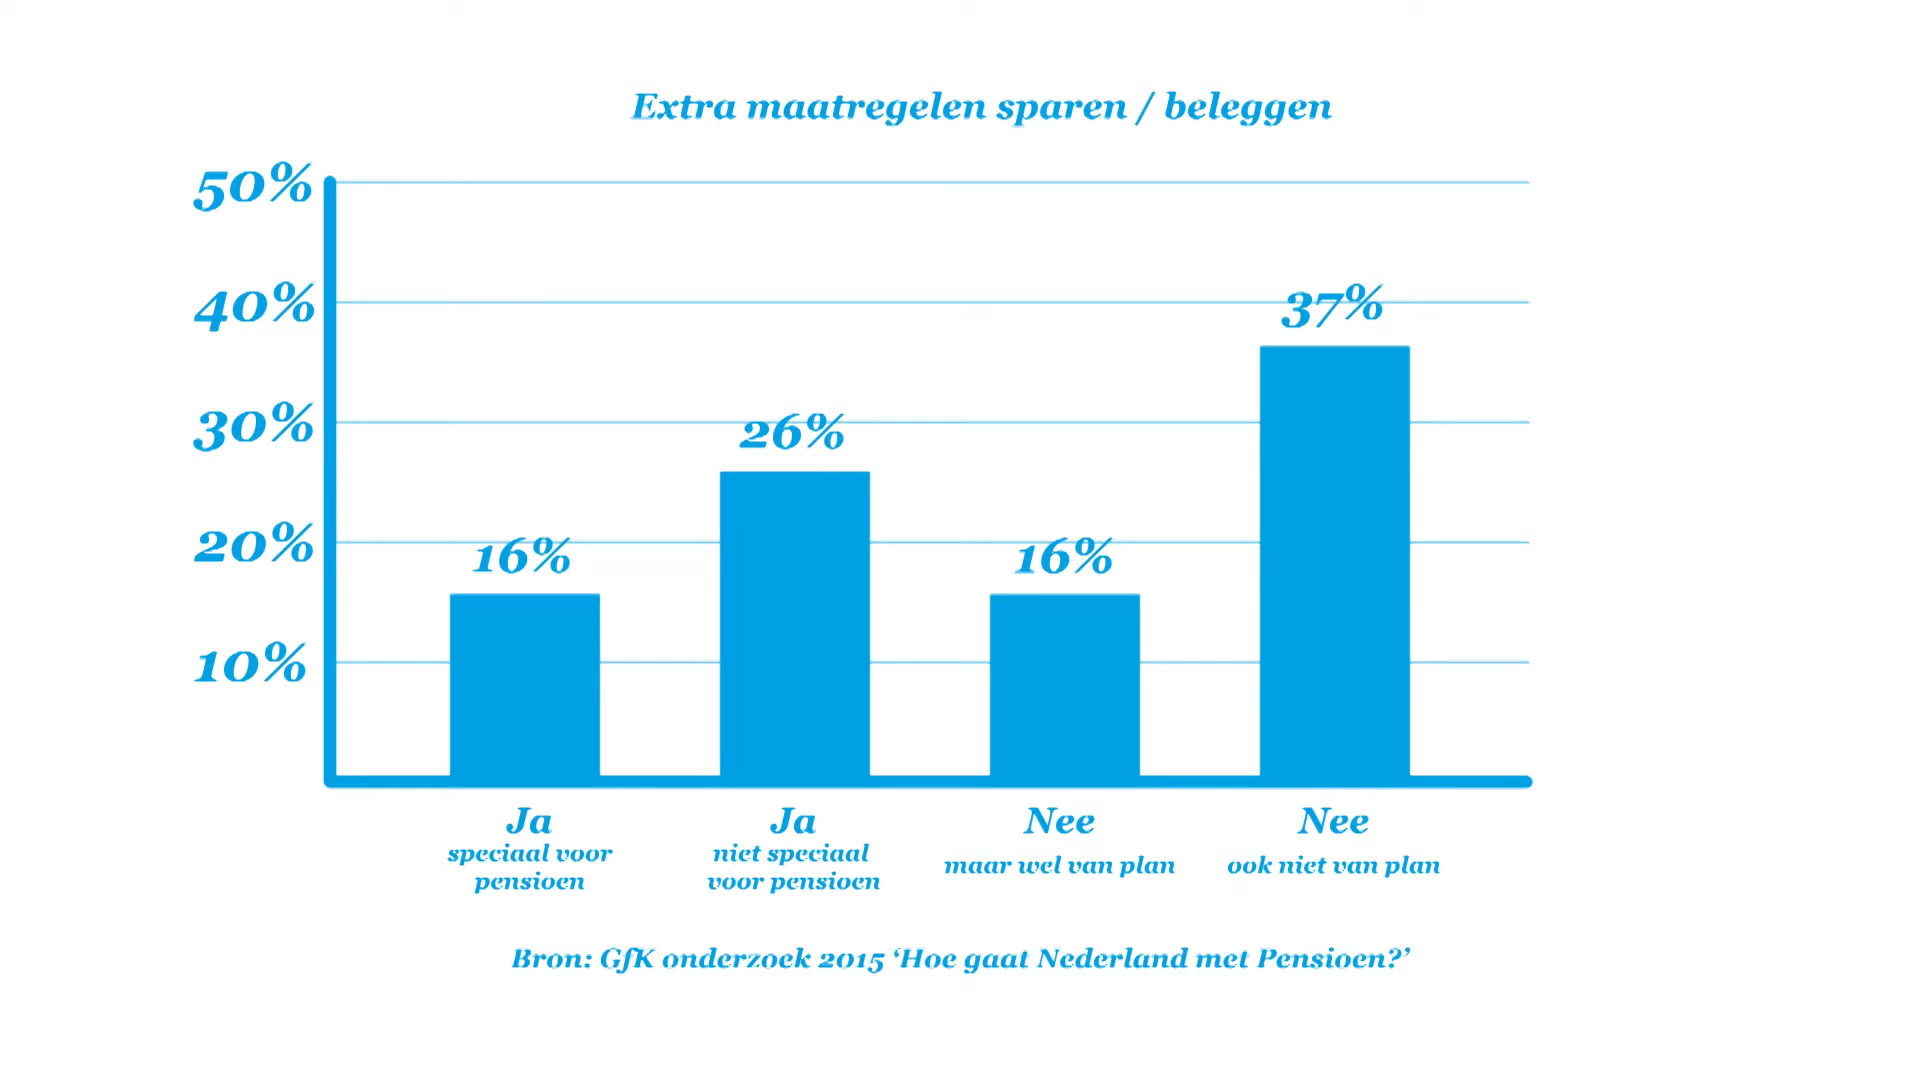 Extra maatregelen sparen / beleggen
50%
40%
37%
30%
26%
20%
16%
16%
10%
Ja
speciaal voor
pensioen
Ja
niet speciaal
voor pensioen
Nee
maar wel van plan
Nee
ook niet van plan
Bron: GfK onderzoek 2015 ‘Hoe gaat Nederland met Pensioen?’